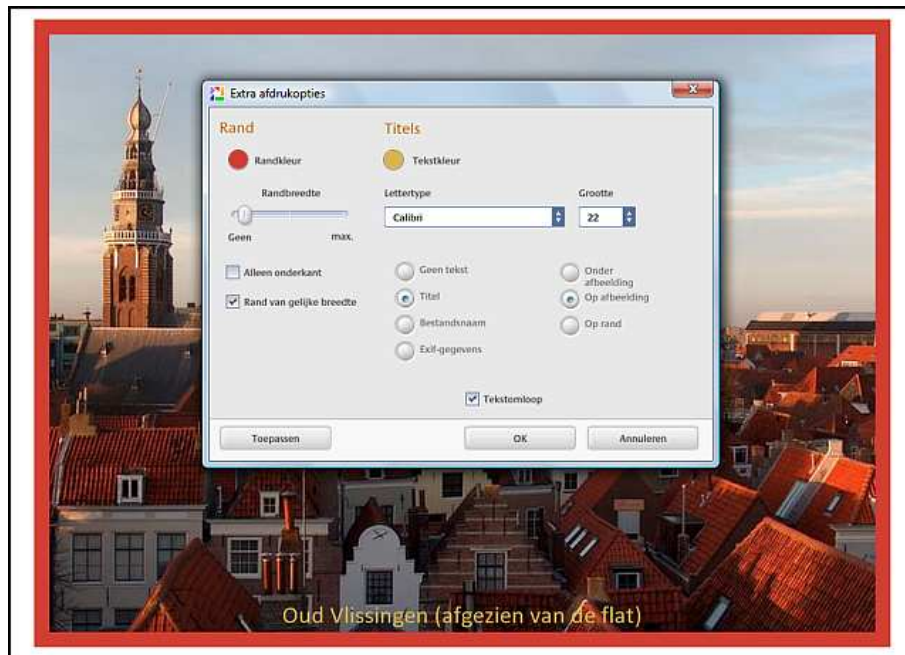 Extra afdrukopties
Rand
Titels
Randkleur
Tekstkleur
Randbreedte
Lettertype
Grootte
Calibri
22
Geen
max.
Alleen onderkant
Rand van gelijke breedte
Geen tekst
Titel
Bestandsnaam
Exif-gegevens
Onder
afbeelding
Op afbeelding
Op rand
Tekstomloop
Toepassen
OK
Annuleren
Oud Vlissingen (afgezien van de flat)